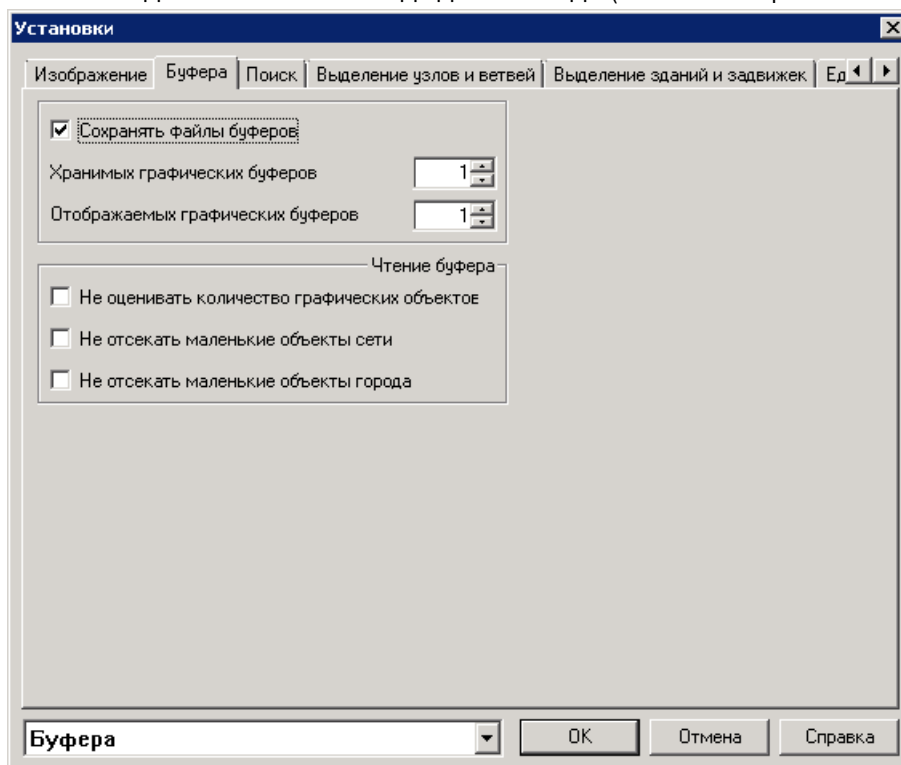 Установки
Изображение Буфера Поиск Выделение узлов и ветвей Выделение зданий и задвижек Ед
Сохранять файлы буферов
Хранимых графических буферов 1
Отображаемых графических буферов 1
Чтение буфера
Не оценивать количество графических объектов
Не отсекать маленькие объекты сети
Не отсекать маленькие объекты города
Буфера OK Отмена Справка